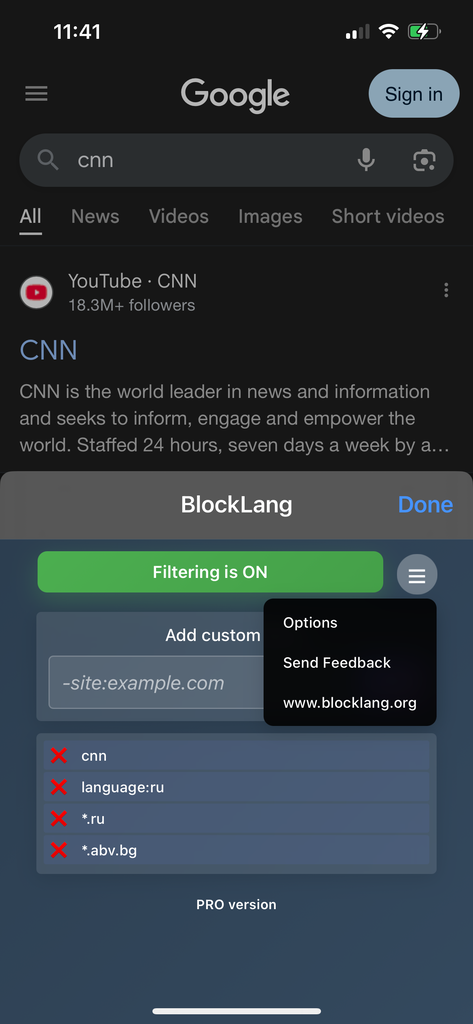 11:41
Google
Sign in
cnn
All News Videos Images Short videos
YouTube · CNN
18.3M+ followers
CNN
CNN is the world leader in news and information
and seeks to inform, engage and empower the
world. Staffed 24 hours, seven days a week by a...
BlockLang
Done
Filtering is ON
Options
Add custom
Send Feedback
-site:example.com
www.blocklang.org
cnn
language:ru
*.ru
*.abv.bg
PRO version